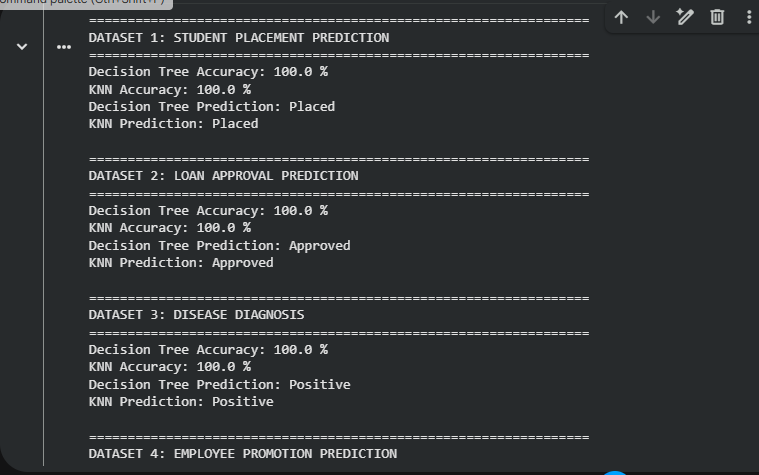 ommand palette (Ctrl+Shift+P)
==========================================================
DATASET 1: STUDENT PLACEMENT PREDICTION
==========================================================
Decision Tree Accuracy: 100.0 %
KNN Accuracy: 100.0 %
Decision Tree Prediction: Placed
KNN Prediction: Placed
==========================================================
DATASET 2: LOAN APPROVAL PREDICTION
==========================================================
Decision Tree Accuracy: 100.0 %
KNN Accuracy: 100.0 %
Decision Tree Prediction: Approved
KNN Prediction: Approved
==========================================================
DATASET 3: DISEASE DIAGNOSIS
==========================================================
Decision Tree Accuracy: 100.0 %
KNN Accuracy: 100.0 %
Decision Tree Prediction: Positive
KNN Prediction: Positive
==========================================================
DATASET 4: EMPLOYEE PROMOTION PREDICTION